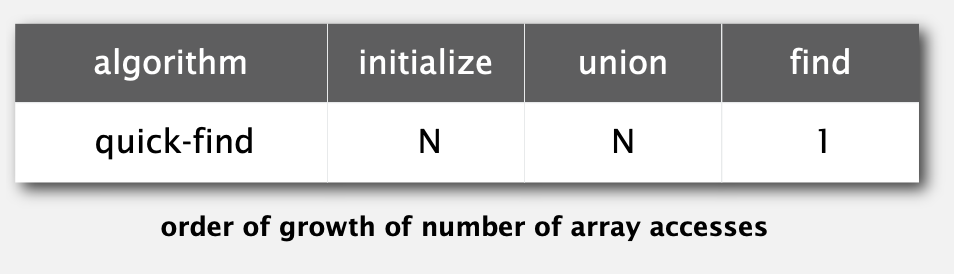 algorithm initialize union find
quick-find N N 1
order of growth of number of array accesses